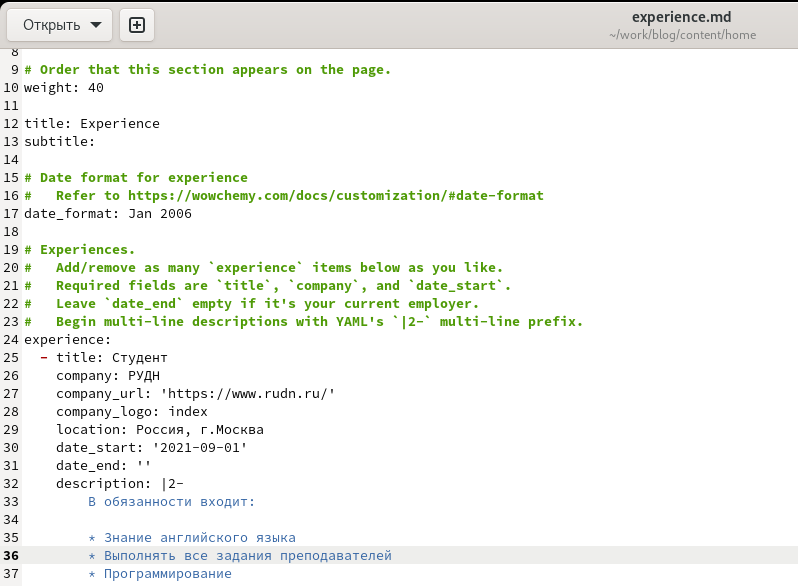 Открыть
experience.md
~/work/blog/content/home
8
9 # Order that this section appears on the page.
10 weight: 40
11
12 title: Experience
13 subtitle:
14
15 # Date format for experience
16 #   Refer to https://wowchemy.com/docs/customization/#date-format
17 date_format: Jan 2006
18
19 # Experiences.
20 #   Add/remove as many `experience` items below as you like.
21 #   Required fields are `title`, `company`, and `date_start`.
22 #   Leave `date_end` empty if it's your current employer.
23 #   Begin multi-line descriptions with YAML's `|2-` multi-line prefix.
24 experience:
25   - title: Студент
26     company: РУДН
27     company_url: 'https://www.rudn.ru/'
28     company_logo: index
29     location: Россия, г.Москва
30     date_start: '2021-09-01'
31     date_end: ''
32     description: |2-
33         В обязанности входит:
34
35         * Знание английского языка
36         * Выполнять все задания преподавателей
37         * Программирование